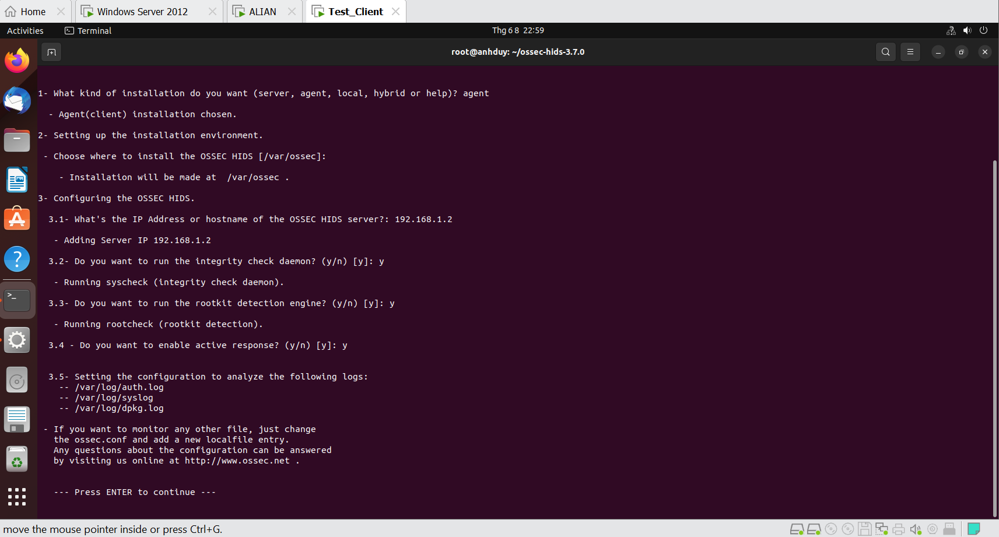 Home
Windows Server 2012
ALIAN
Test_Client
Activities
Terminal
Thg 6 8 22:59
root@anhduy: ~/ossec-hids-3.7.0
1- What kind of installation do you want (server, agent, local, hybrid or help)? agent
- Agent(client) installation chosen.
2- Setting up the installation environment.
- Choose where to install the OSSEC HIDS [/var/ossec]:
- Installation will be made at  /var/ossec .
3- Configuring the OSSEC HIDS.
3.1- What's the IP Address or hostname of the OSSEC HIDS server?: 192.168.1.2
- Adding Server IP 192.168.1.2
3.2- Do you want to run the integrity check daemon? (y/n) [y]: y
- Running syscheck (integrity check daemon).
3.3- Do you want to run the rootkit detection engine? (y/n) [y]: y
- Running rootcheck (rootkit detection).
3.4 - Do you want to enable active response? (y/n) [y]: y
3.5- Setting the configuration to analyze the following logs:
-- /var/log/auth.log
-- /var/log/syslog
-- /var/log/dpkg.log
- If you want to monitor any other file, just change
the ossec.conf and add a new localfile entry.
Any questions about the configuration can be answered
by visiting us online at http://www.ossec.net .
--- Press ENTER to continue ---
move the mouse pointer inside or press Ctrl+G.